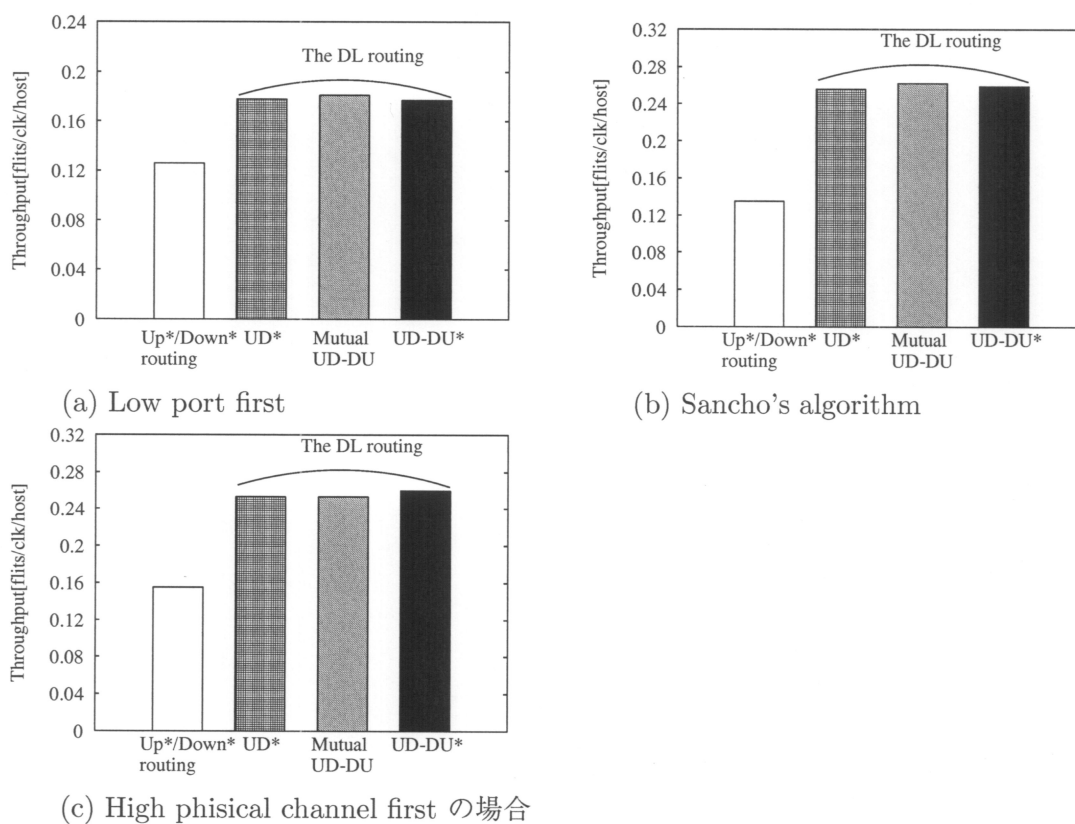 0.24
0.2
0.16
0.12
0.08
0.04
0
Throughput[flits/clk/host]
The DL routing
Up*/Down* UD* Mutual UD-DU*
routing UD-DU
(a) Low port first
0.32
0.28
0.24
0.2
0.16
0.12
0.08
0.04
0
Throughput[flits/clk/host]
The DL routing
Up*/Down* UD* Mutual UD-DU*
routing UD-DU
(b) Sancho's algorithm
0.32
0.28
0.24
0.2
0.16
0.12
0.08
0.04
0
Throughput[flits/clk/host]
The DL routing
Up*/Down* UD* Mutual UD-DU*
routing UD-DU
(c) High phisical channel first の場合